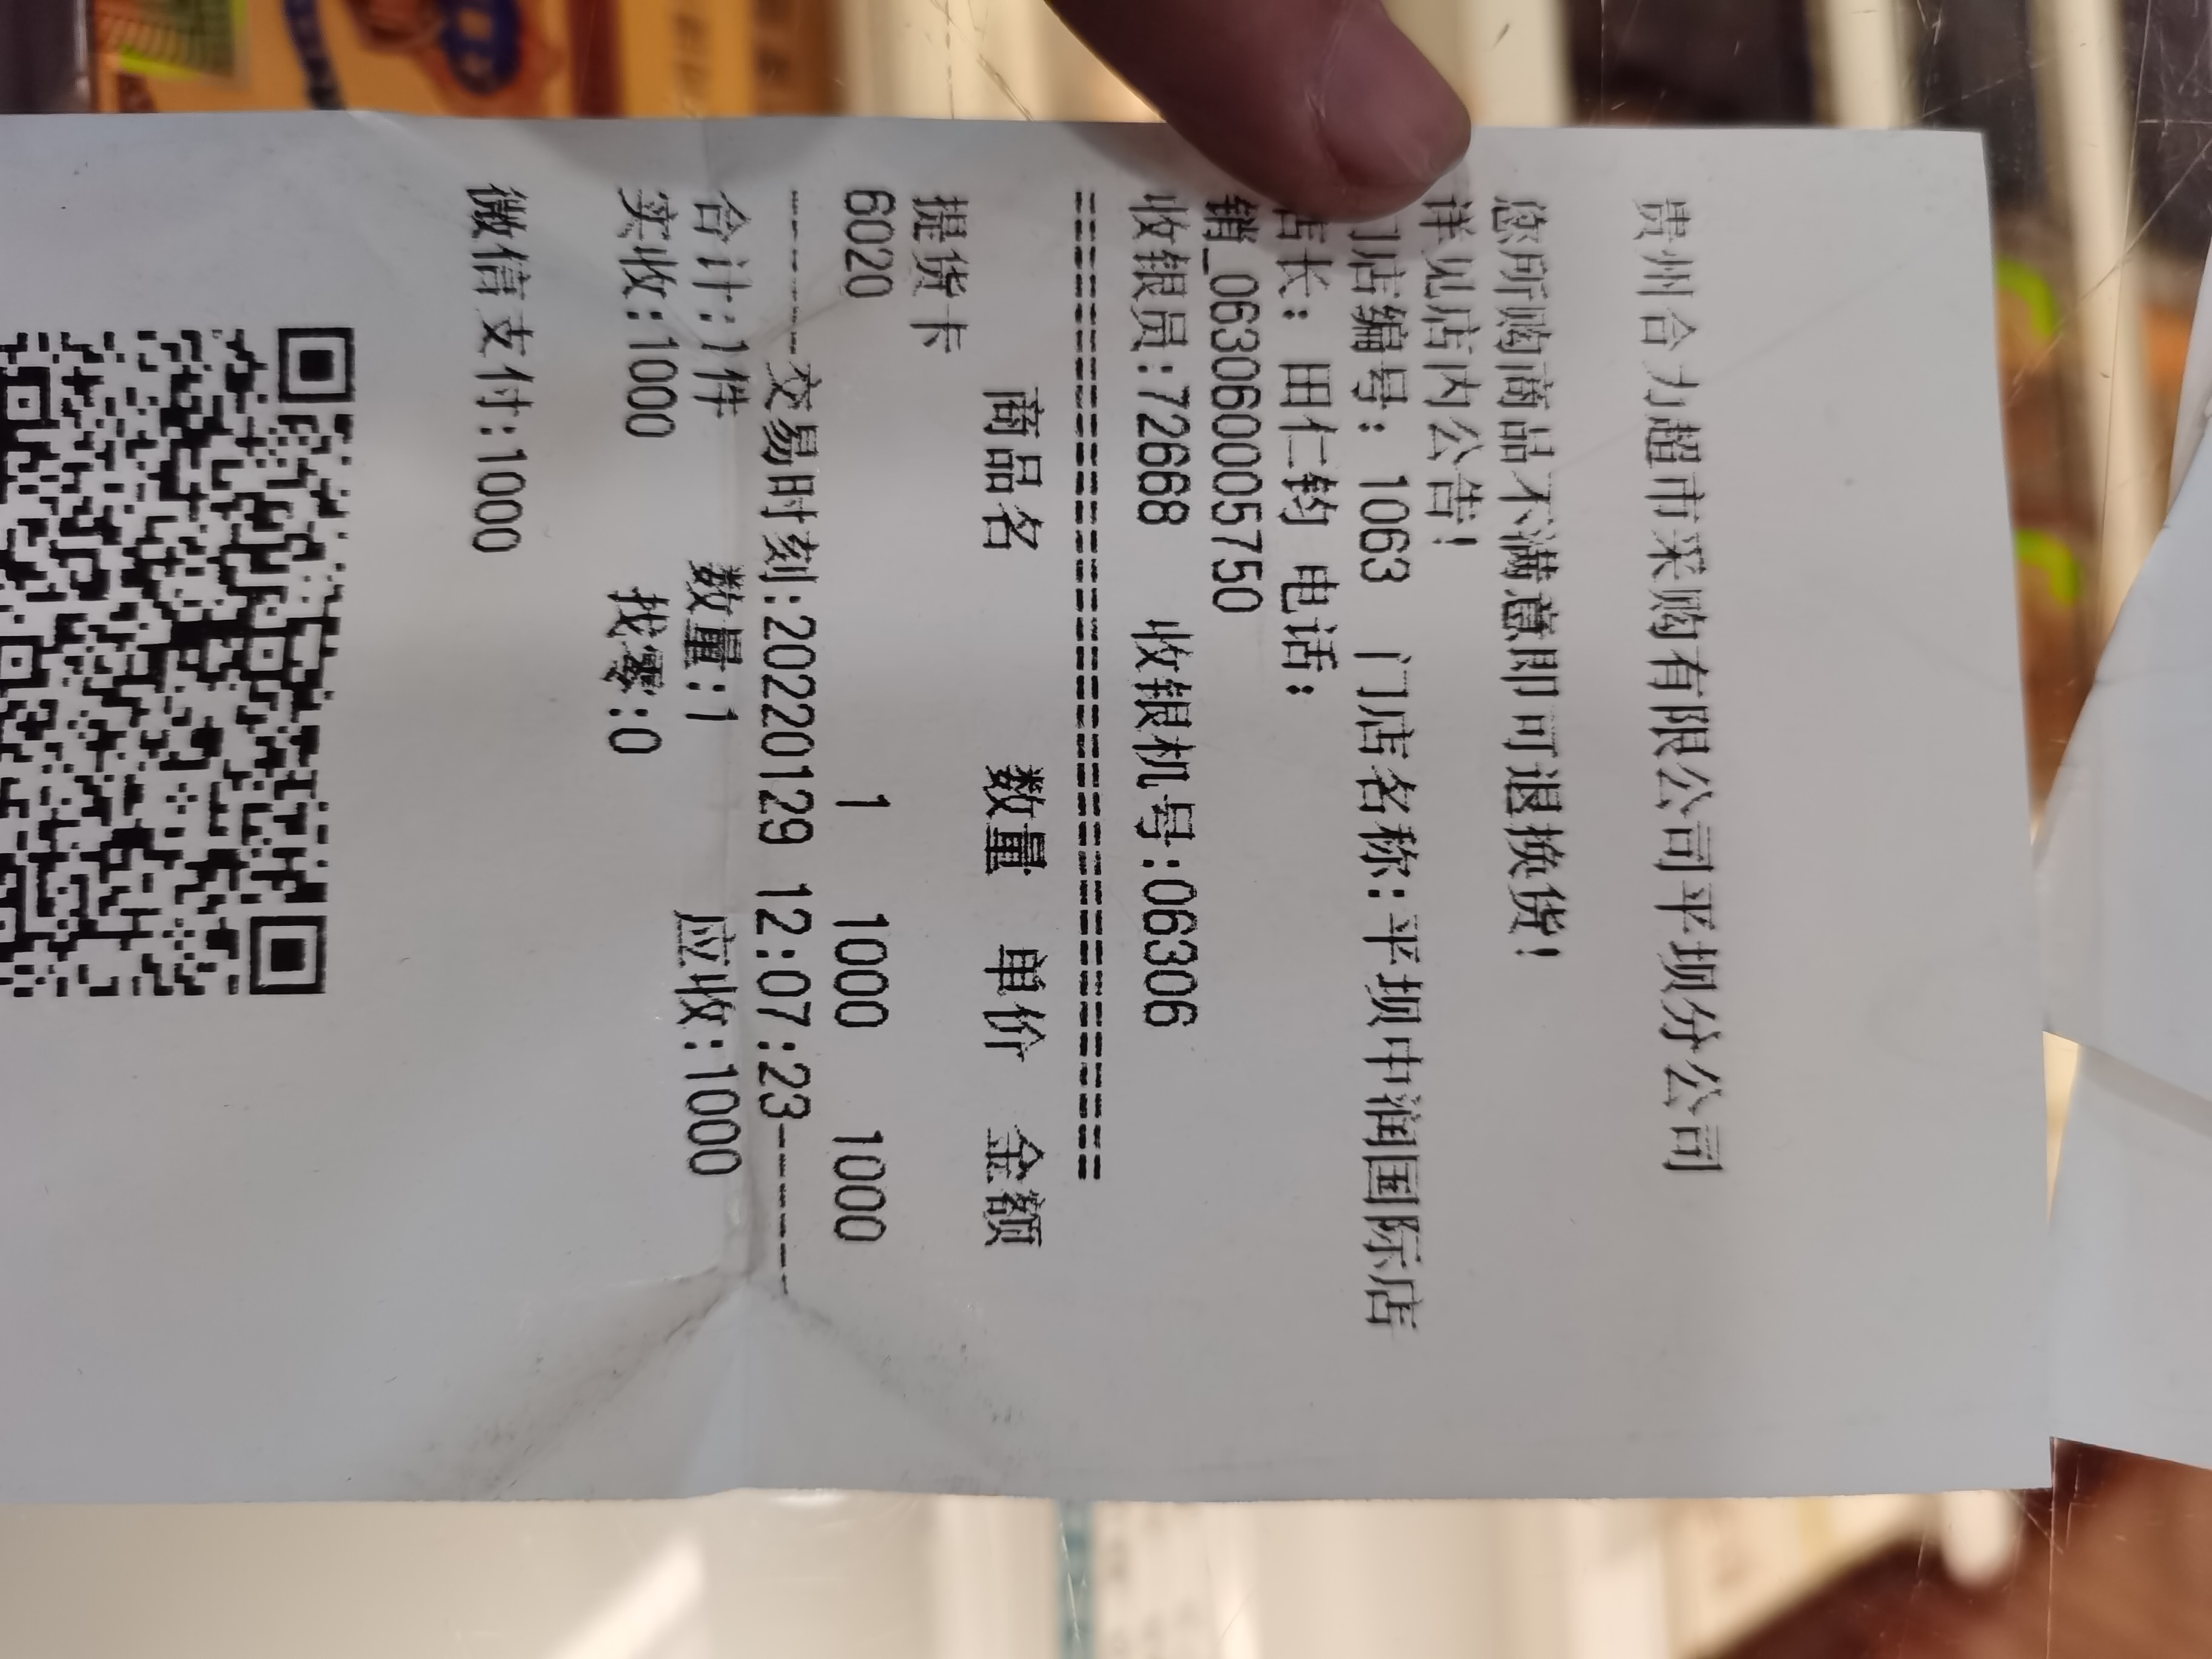 贵州合力超市采购有限公司平坝分公司
您所购商品不满意即可退换货！
详见店内公告！
门店编号：1063 门店名称：平坝中润国际店
店长：田仁钧 电话：
销_063060005750
收银员:72668 收银机号:06306
================================================
商品名 数量 单价 金额
提货卡
6020 1 1000 1000
-------交易时刻:20220129 12:07:23-------
合计:1件 数量:1 应收:1000
实收:1000 找零:0
微信支付:1000